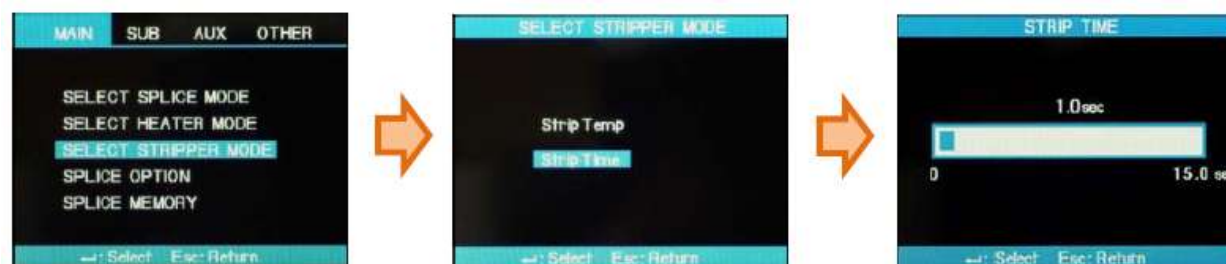 MAIN SUB AUX OTHER
SELECT SPLICE MODE
SELECT HEATER MODE
SELECT STRIPPER MODE
SPLICE OPTION
SPLICE MEMORY
↵: Select Esc: Return
SELECT STRIPPER MODE
Strip Temp
Strip Time
↵: Select Esc: Return
STRIP TIME
1.0sec
0 15.0 se
↵: Select Esc: Return